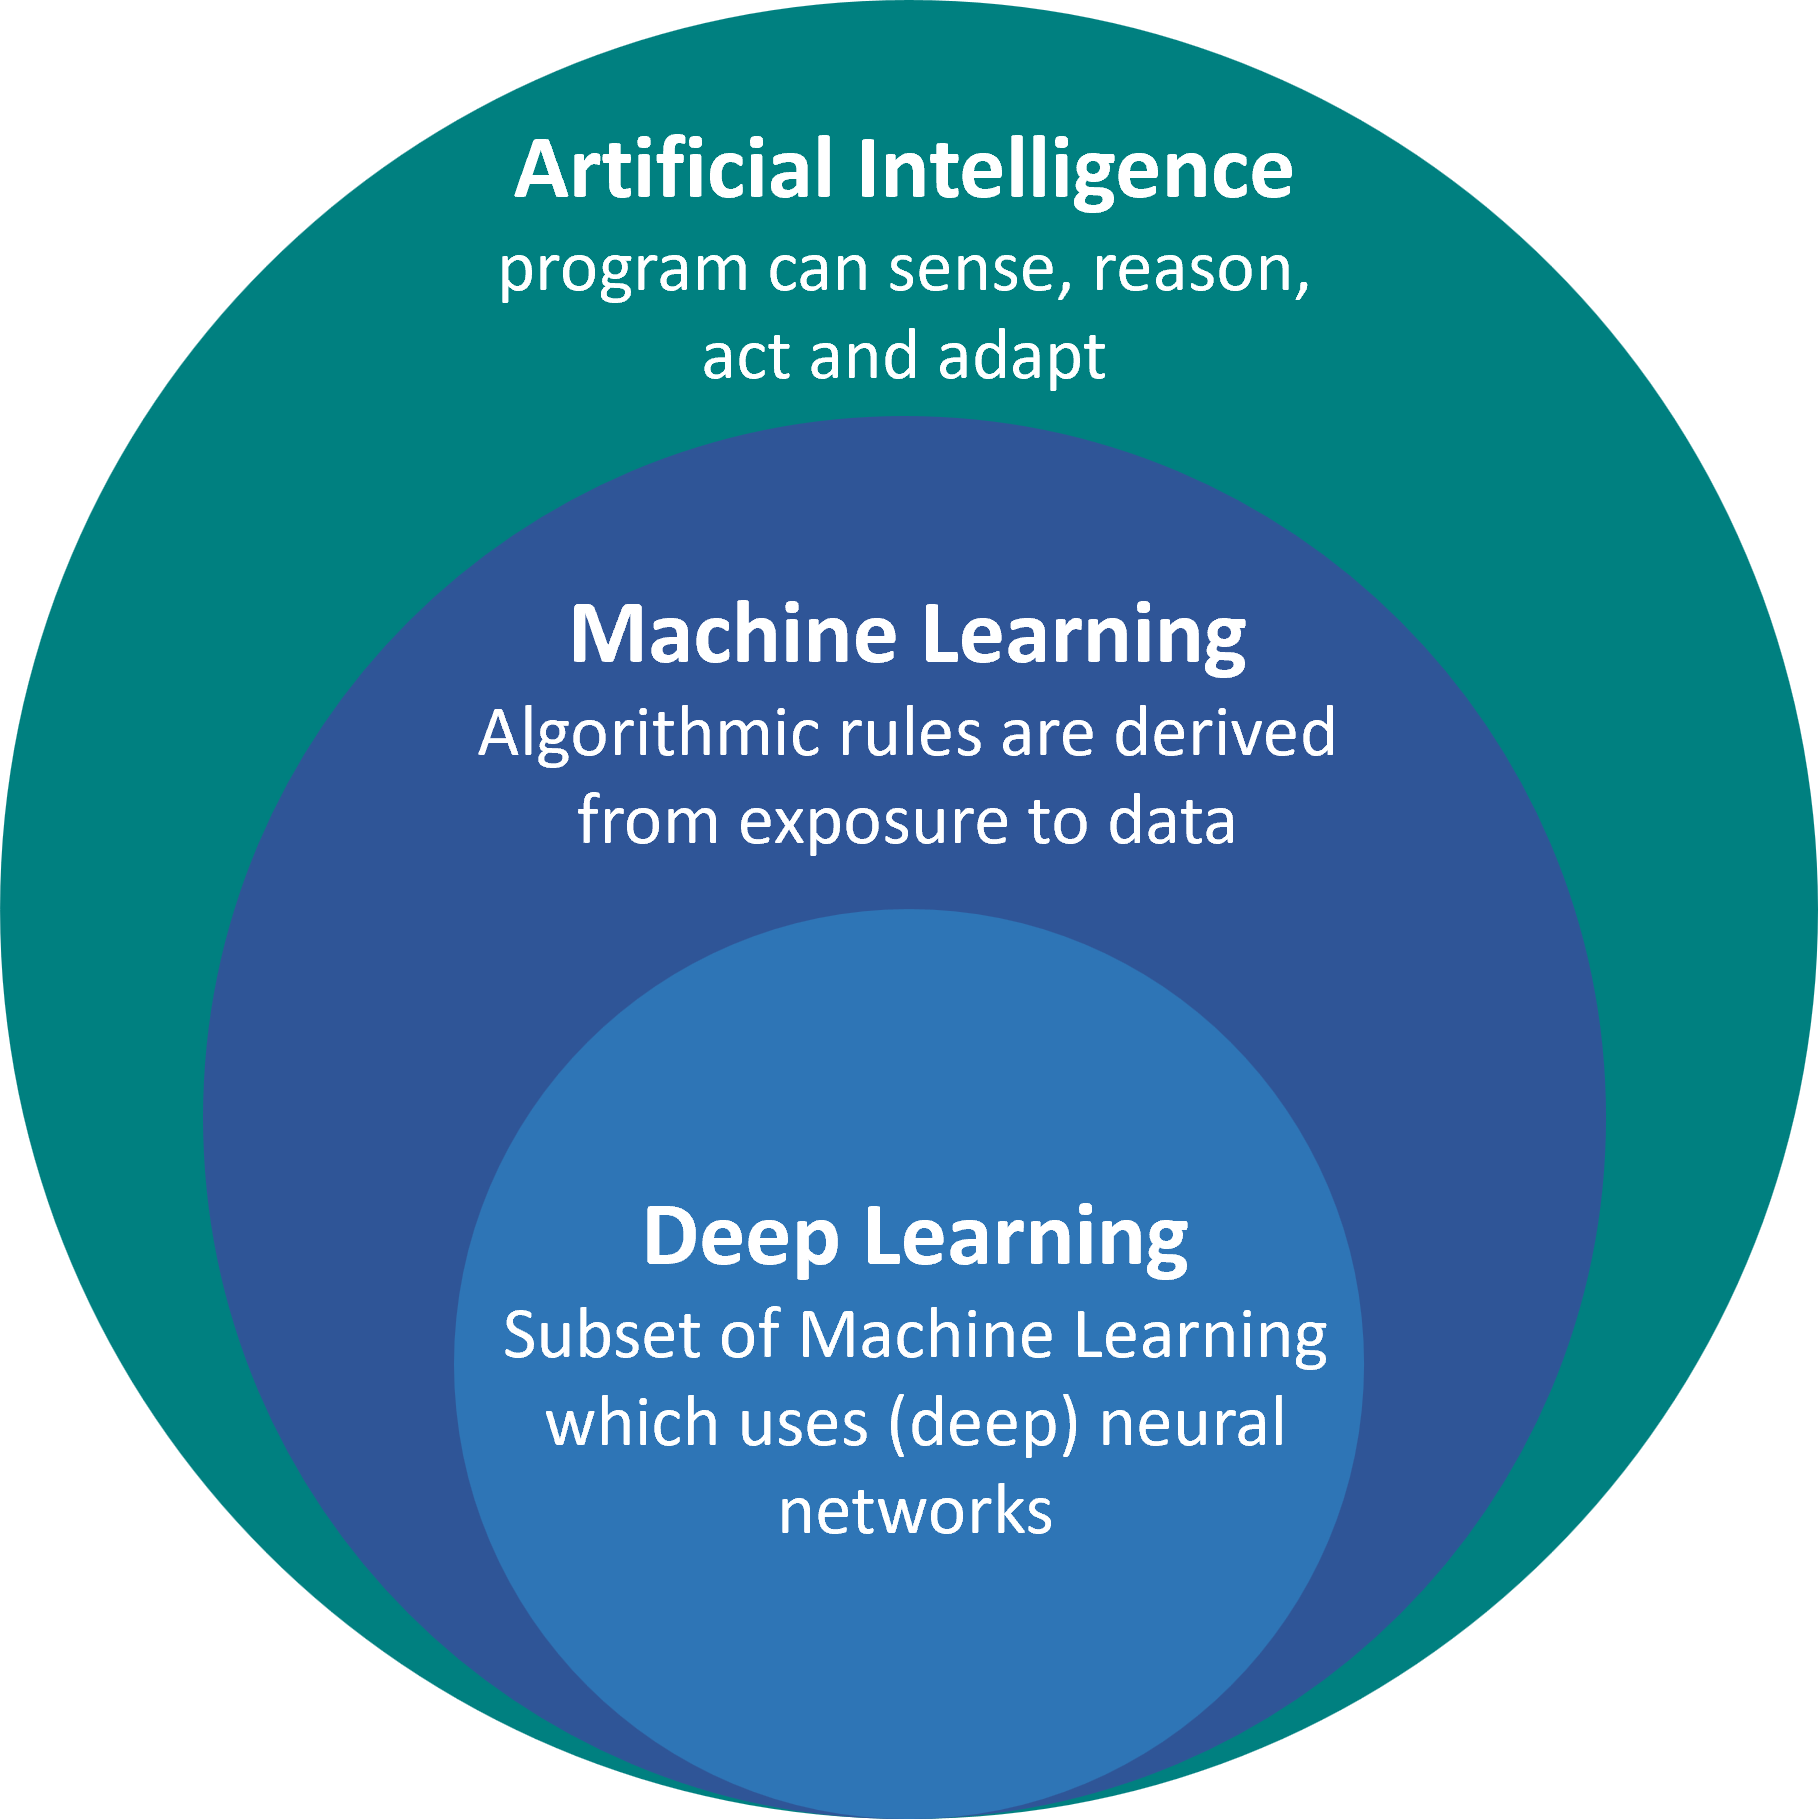 Artificial Intelligence
program can sense, reason,
act and adapt
Machine Learning
Algorithmic rules are derived
from exposure to data
Deep Learning
Subset of Machine Learning
which uses (deep) neural
networks